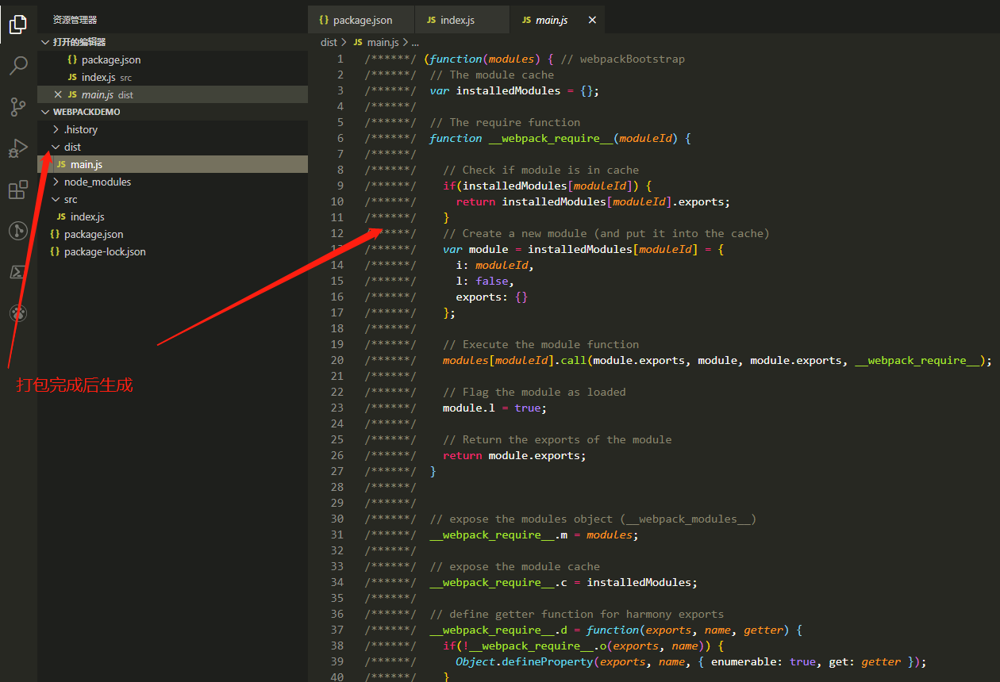 资源管理器
打开的编辑器
{} package.json
JS index.js src
JS main.js dist
WEBPACKDEMO
.history
dist
JS main.js
node_modules
src
JS index.js
{} package.json
{} package-lock.json
打包完成后生成
{} package.json JS index.js JS main.js
dist > JS main.js > ...
1 /******/ (function(modules) { // webpackBootstrap
2 /******/ // The module cache
3 /******/ var installedModules = {};
4 /******/
5 /******/ // The require function
6 /******/ function __webpack_require__(moduleId) {
7 /******/
8 /******/ // Check if module is in cache
9 /******/ if(installedModules[moduleId]) {
10 /******/ return installedModules[moduleId].exports;
11 /******/ }
12 /******/ // Create a new module (and put it into the cache)
13 /******/ var module = installedModules[moduleId] = {
14 /******/ i: moduleId,
15 /******/ l: false,
16 /******/ exports: {}
17 /******/ };
18 /******/
19 /******/ // Execute the module function
20 /******/ modules[moduleId].call(module.exports, module, module.exports, __webpack_require__);
21 /******/
22 /******/ // Flag the module as loaded
23 /******/ module.l = true;
24 /******/
25 /******/ // Return the exports of the module
26 /******/ return module.exports;
27 /******/ }
28 /******/
29 /******/
30 /******/ // expose the modules object (__webpack_modules__)
31 /******/ __webpack_require__.m = modules;
32 /******/
33 /******/ // expose the module cache
34 /******/ __webpack_require__.c = installedModules;
35 /******/
36 /******/ // define getter function for harmony exports
37 /******/ __webpack_require__.d = function(exports, name, getter) {
38 /******/ if(!__webpack_require__.o(exports, name)) {
39 /******/ Object.defineProperty(exports, name, { enumerable: true, get: getter });
40 /******/ }